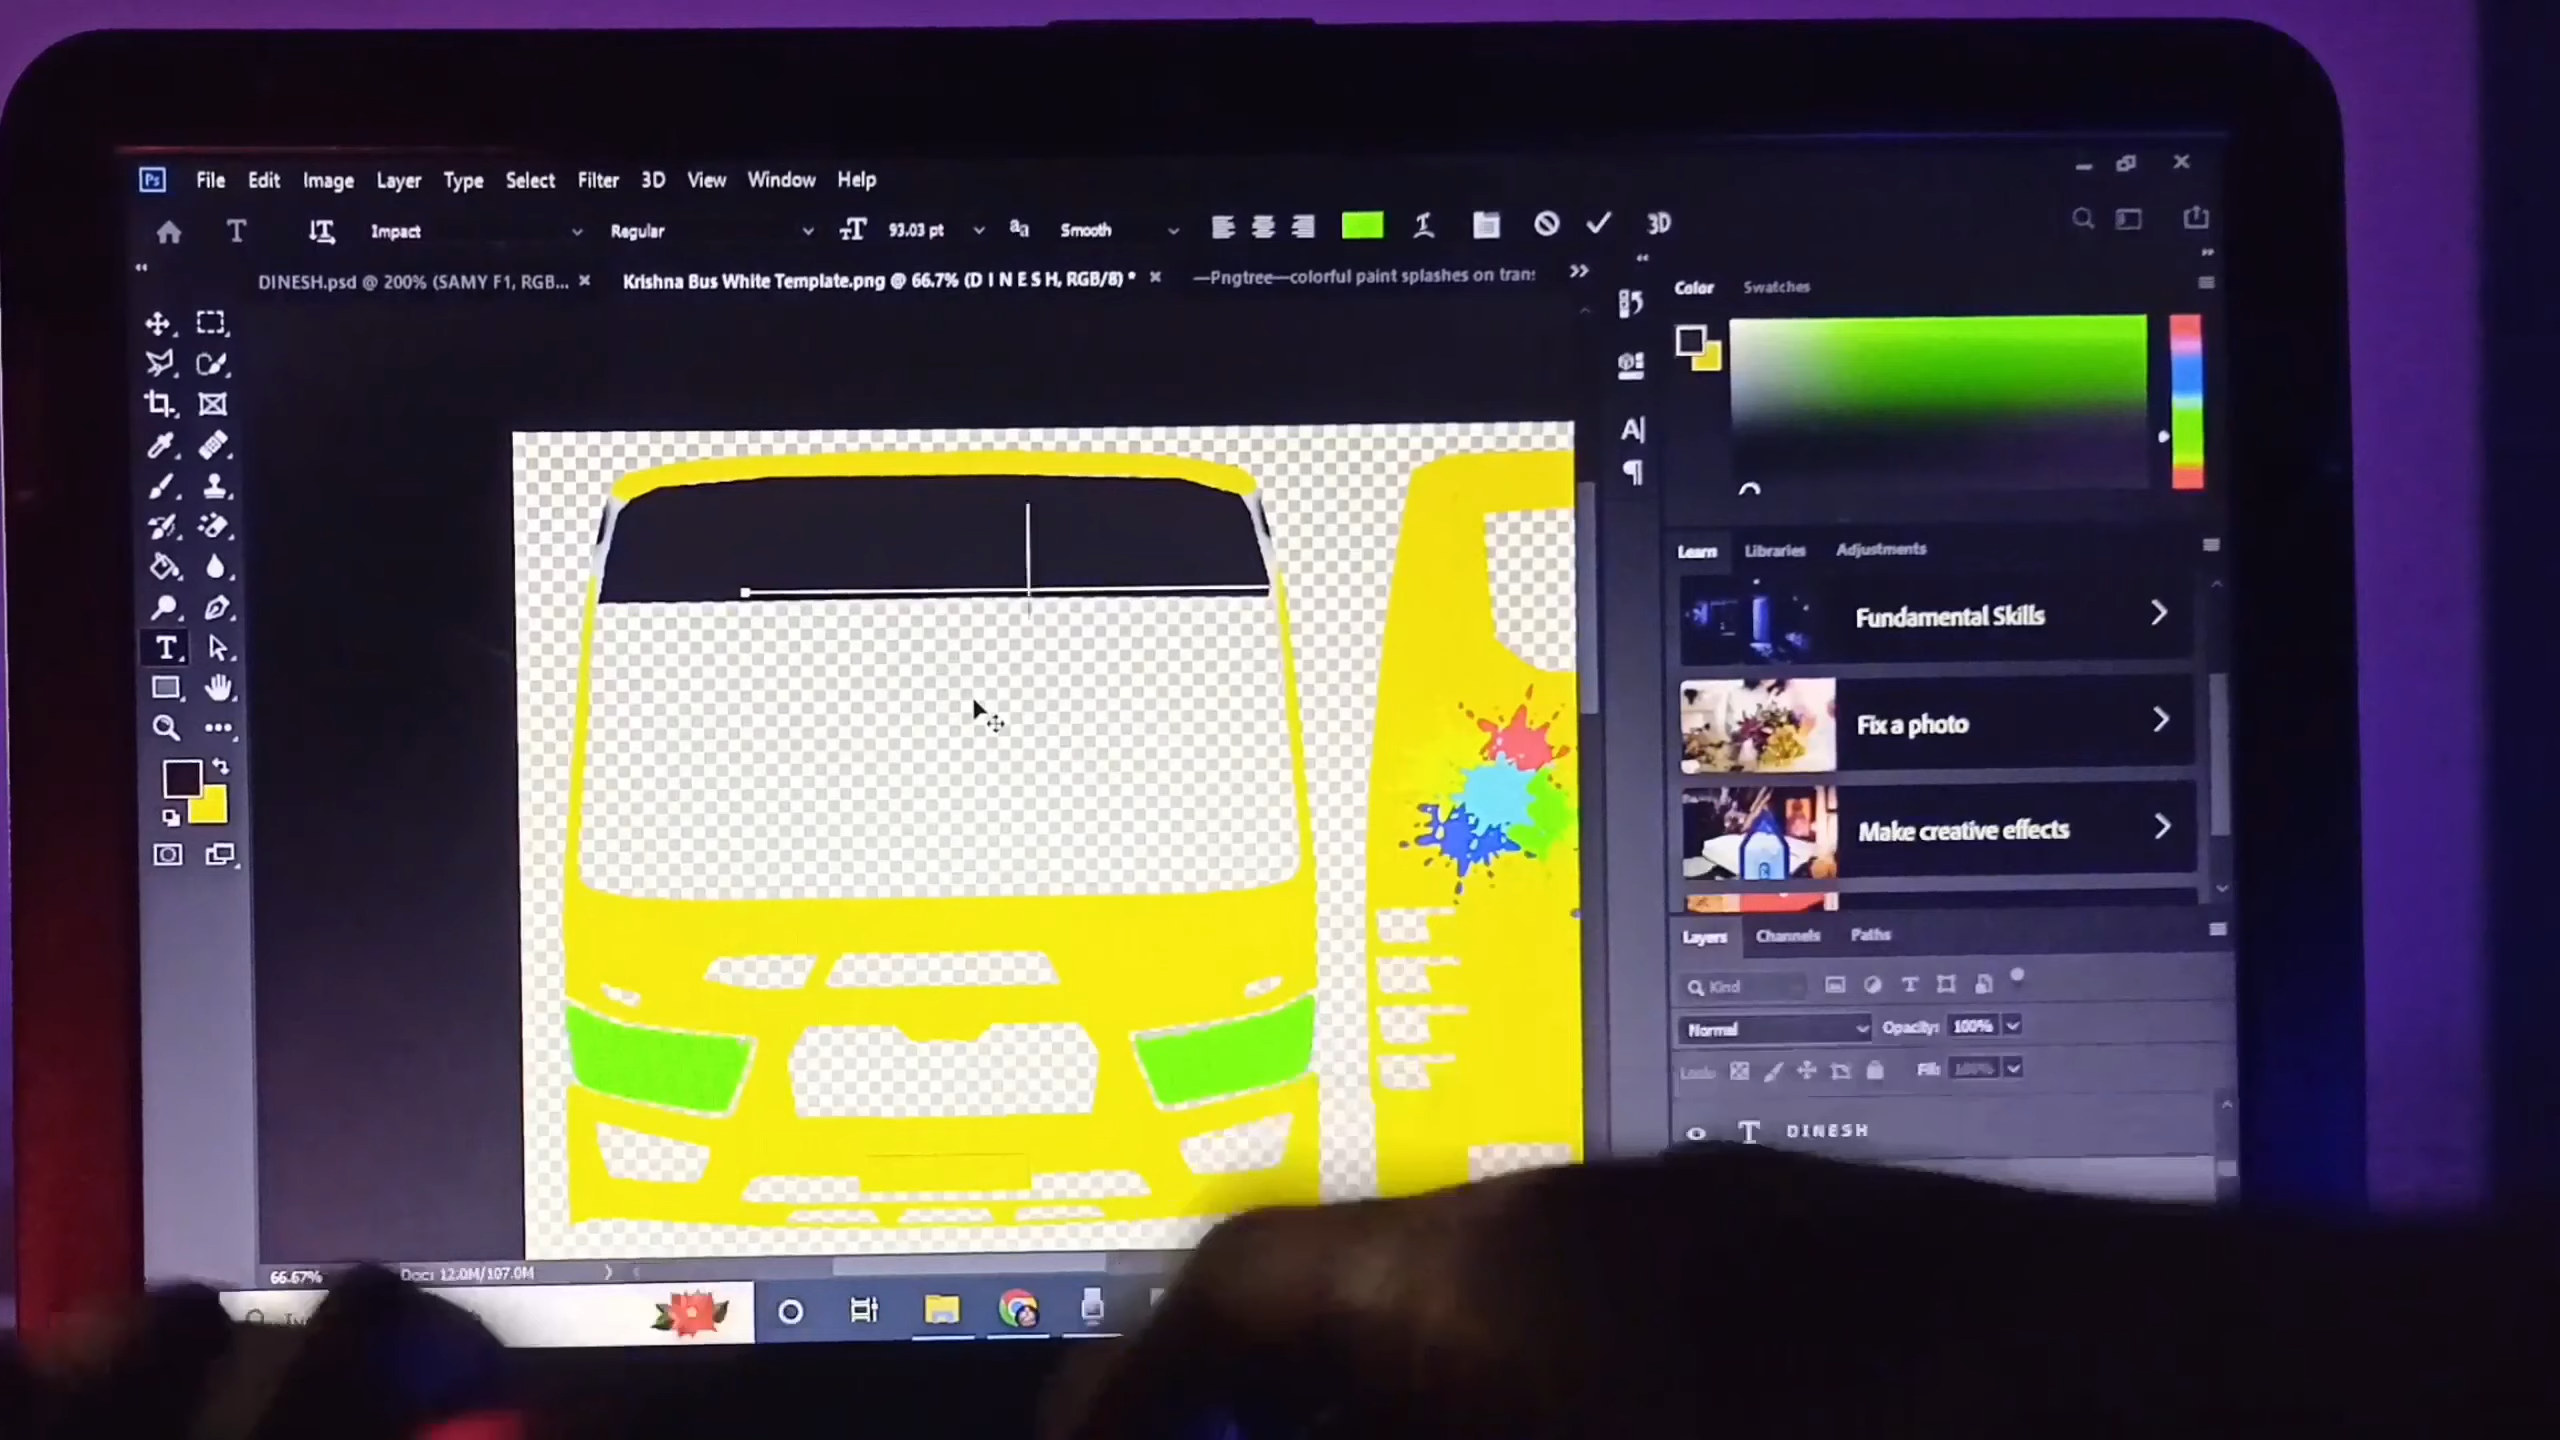 Ps File Edit Image Layer Type Select Filter 3D View Window Help
T Impact Regular 93.03 pt aa Smooth 3D
DINESH.psd @ 200% (SAMY F1, RGB... × Krishna Bus White Template.png @ 66.7% (D I N E S H, RGB/8) * × —Pngtree—colorful paint splashes on trans
Color Swatches
Learn Libraries Adjustments
Fundamental Skills
Fix a photo
Make creative effects
Layers Channels Paths
Kind
Normal Opacity: 100%
Lock: Fill: 100%
T D I N E S H
66.67% Doc: 12.0M/107.0M